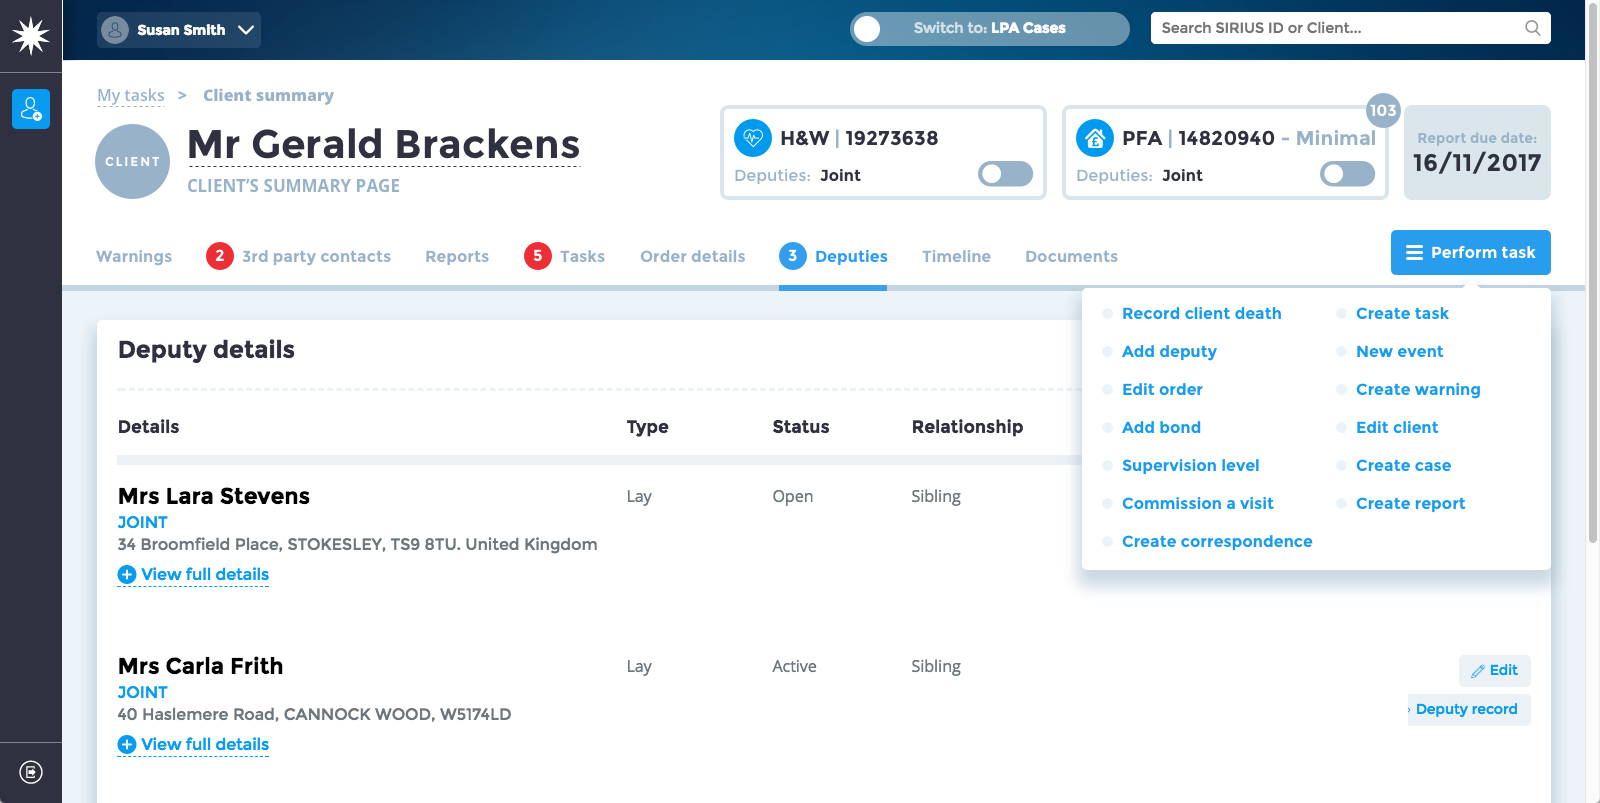 Susan Smith
Switch to: LPA Cases
Search SIRIUS ID or Client...
My tasks > Client summary
CLIENT
Mr Gerald Brackens
CLIENT'S SUMMARY PAGE
H&W | 19273638
Deputies: Joint
103
PFA | 14820940 - Minimal
Deputies: Joint
Report due date:
16/11/2017
Warnings
2 3rd party contacts
Reports
5 Tasks
Order details
3 Deputies
Timeline
Documents
Perform task
Record client death
Add deputy
Edit order
Add bond
Supervision level
Commission a visit
Create correspondence
Create task
New event
Create warning
Edit client
Create case
Create report
Deputy details
Details Type Status Relationship
Mrs Lara Stevens Lay Open Sibling
JOINT
34 Broomfield Place, STOKESLEY, TS9 8TU. United Kingdom
View full details
Mrs Carla Frith Lay Active Sibling
JOINT
40 Haslemere Road, CANNOCK WOOD, W5174LD
View full details
Edit
Deputy record